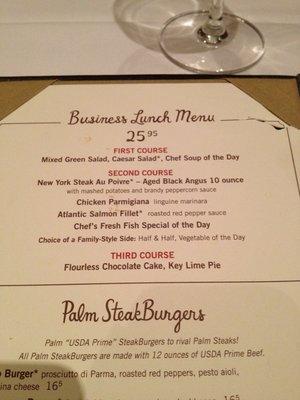 Business Lunch Menu
25 95
FIRST COURSE
Mixed Green Salad, Caesar Salad*, Chef Soup of the Day
SECOND COURSE
New York Steak Au Poivre* – Aged Black Angus 10 ounce
with mashed potatoes and brandy peppercorn sauce
Chicken Parmigiana linguine marinara
Atlantic Salmon Fillet* roasted red pepper sauce
Chef's Fresh Fish Special of the Day
Choice of a Family-Style Side: Half & Half, Vegetable of the Day
THIRD COURSE
Flourless Chocolate Cake, Key Lime Pie
Palm SteakBurgers
Palm "USDA Prime" SteakBurgers to rival Palm Steaks!
All Palm SteakBurgers are made with 12 ounces of USDA Prime Beef.
Burger* prosciutto di Parma, roasted red peppers, pesto aioli,
cheese 16 5